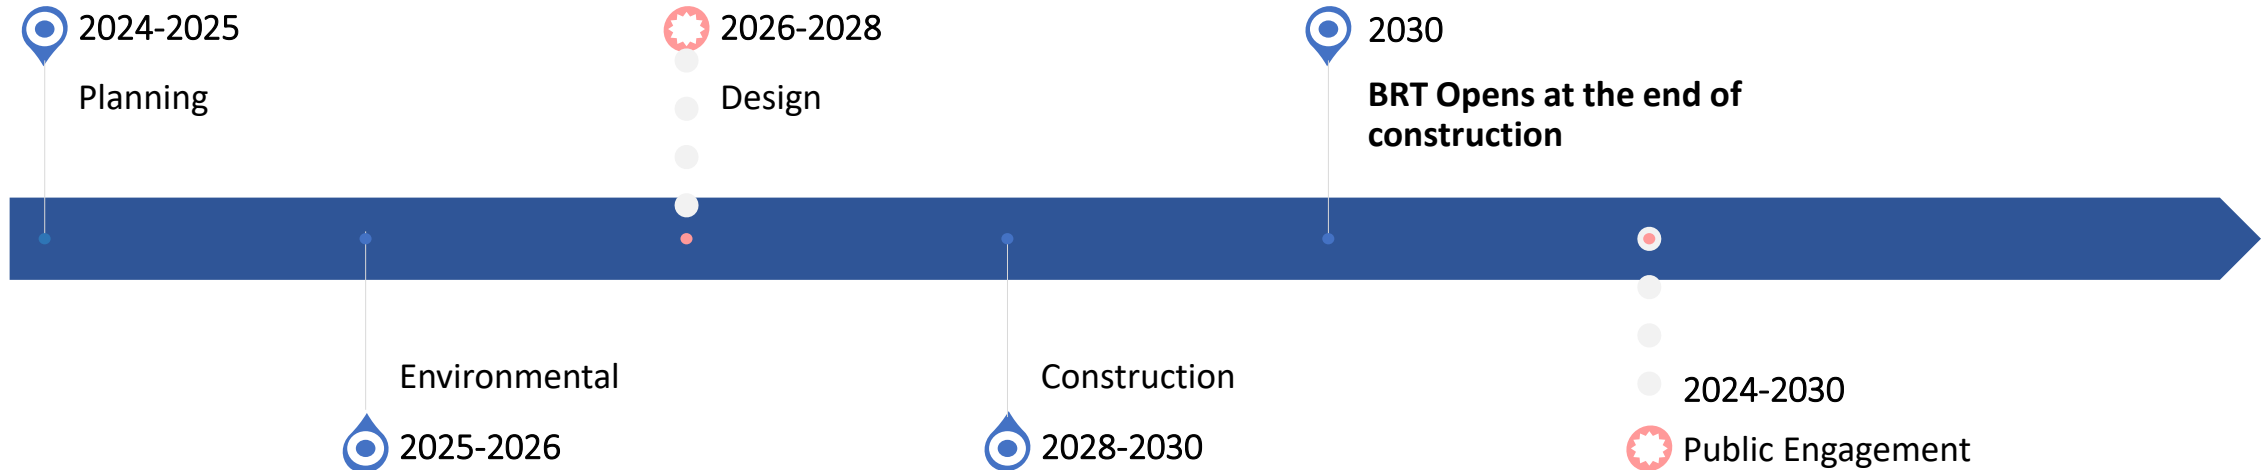 2024-2025
Planning
2026-2028
Design
2030
BRT Opens at the end of
construction
Environmental
2025-2026
Construction
2028-2030
2024-2030
Public Engagement